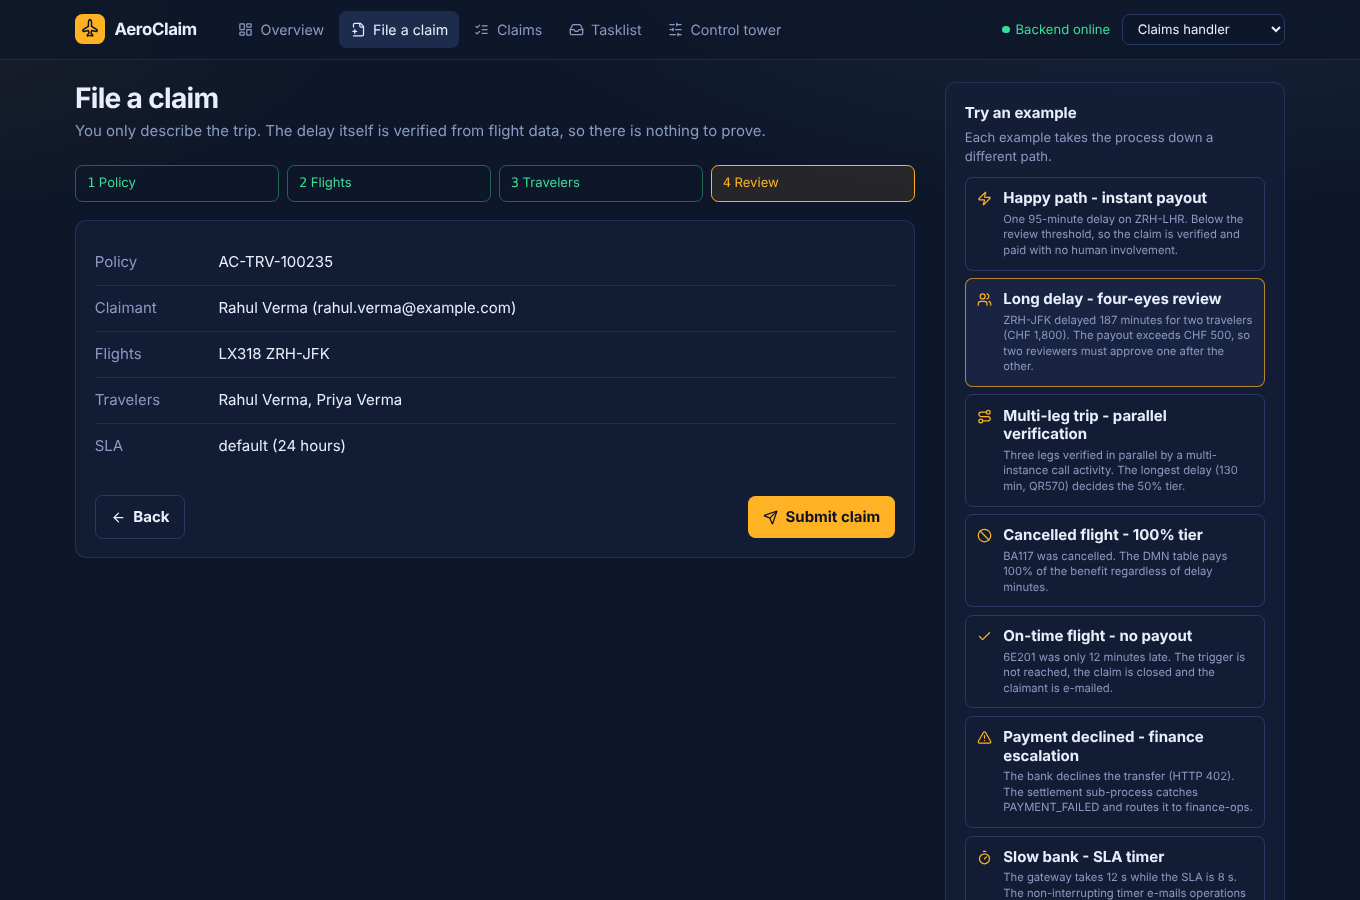 AeroClaim
Overview
File a claim
Claims
Tasklist
Control tower
Backend online
Claims handler
File a claim
You only describe the trip. The delay itself is verified from flight data, so there is nothing to prove.
1 Policy
2 Flights
3 Travelers
4 Review
Policy AC-TRV-100235
Claimant Rahul Verma (rahul.verma@example.com)
Flights LX318 ZRH-JFK
Travelers Rahul Verma, Priya Verma
SLA default (24 hours)
Back
Submit claim
Try an example
Each example takes the process down a
different path.
Happy path - instant payout
One 95-minute delay on ZRH-LHR. Below the
review threshold, so the claim is verified and
paid with no human involvement.
Long delay - four-eyes review
ZRH-JFK delayed 187 minutes for two travelers
(CHF 1,800). The payout exceeds CHF 500, so
two reviewers must approve one after the
other.
Multi-leg trip - parallel
verification
Three legs verified in parallel by a multi-
instance call activity. The longest delay (130
min, QR570) decides the 50% tier.
Cancelled flight - 100% tier
BA117 was cancelled. The DMN table pays
100% of the benefit regardless of delay
minutes.
On-time flight - no payout
6E201 was only 12 minutes late. The trigger is
not reached, the claim is closed and the
claimant is e-mailed.
Payment declined - finance
escalation
The bank declines the transfer (HTTP 402).
The settlement sub-process catches
PAYMENT_FAILED and routes it to finance-ops.
Slow bank - SLA timer
The gateway takes 12 s while the SLA is 8 s.
The non-interrupting timer e-mails operations